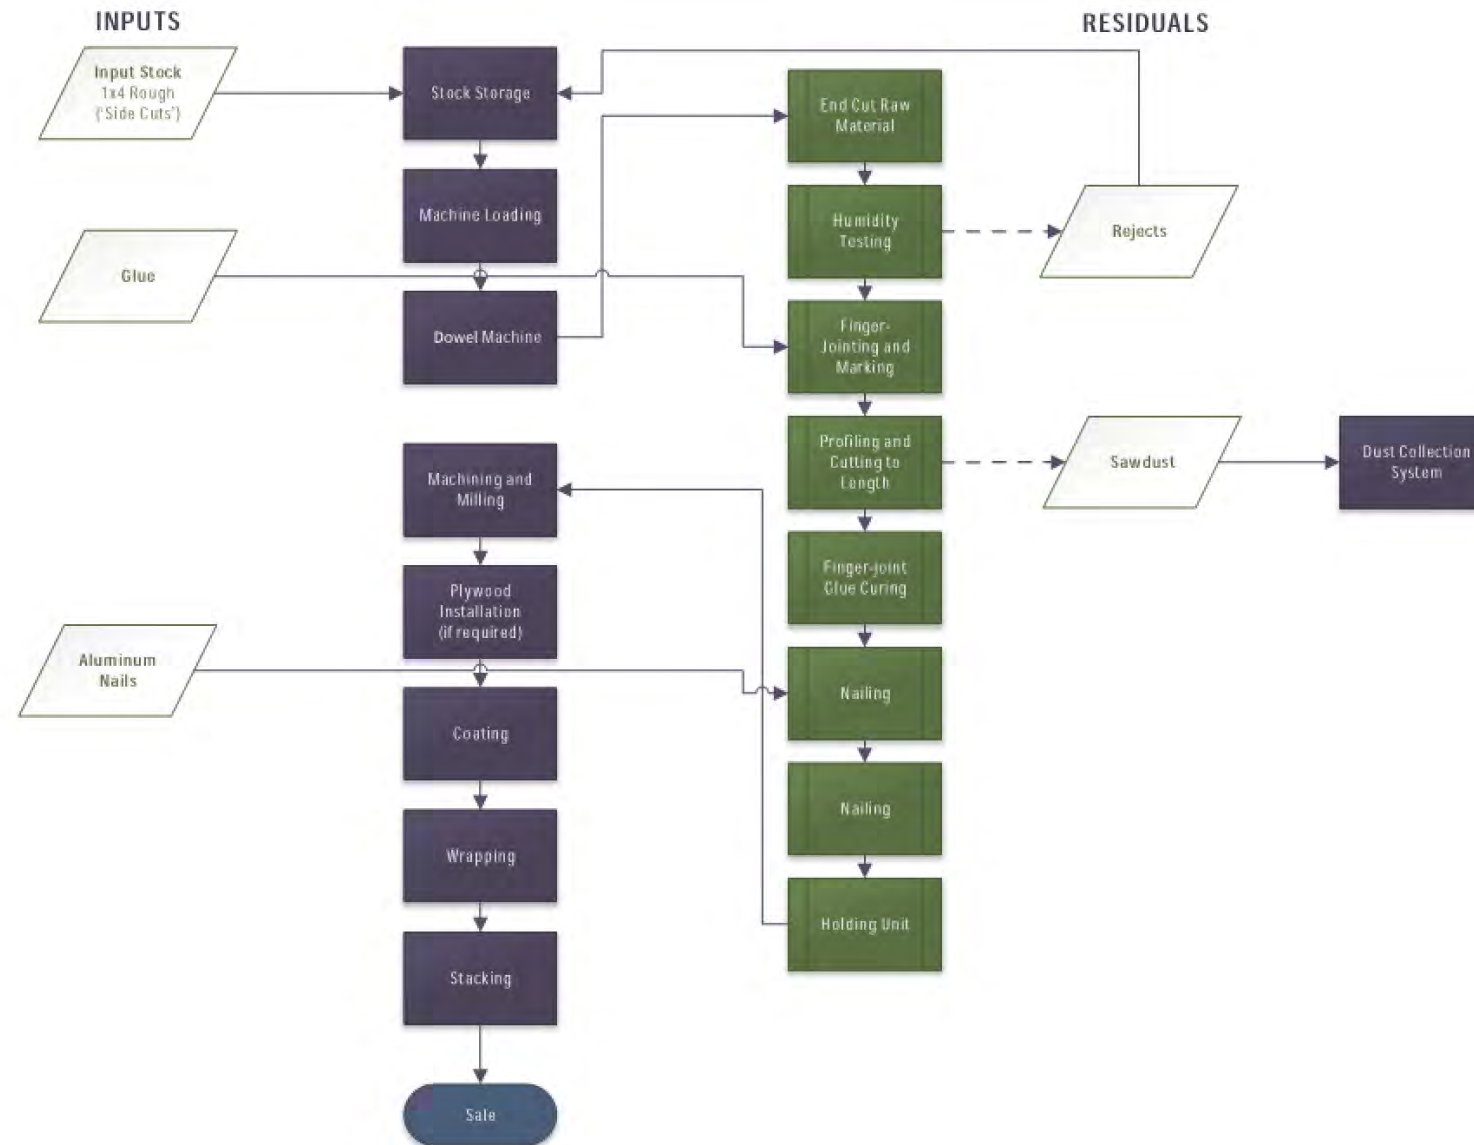 INPUTS
RESIDUALS
Input Stock
1x4 Rough
('Side Cuts')
Stock Storage
End Cut Raw
Material
Machine Loading
Humidity
Testing
Rejects
Glue
Dowel Machine
Finger-
Jointing and
Marking
Profiling and
Cutting to
Length
Sawdust
Dust Collection
System
Machining and
Milling
Finger-joint
Glue Curing
Plywood
Installation
(if required)
Aluminum
Nails
Nailing
Coating
Nailing
Wrapping
Holding Unit
Stacking
Sale